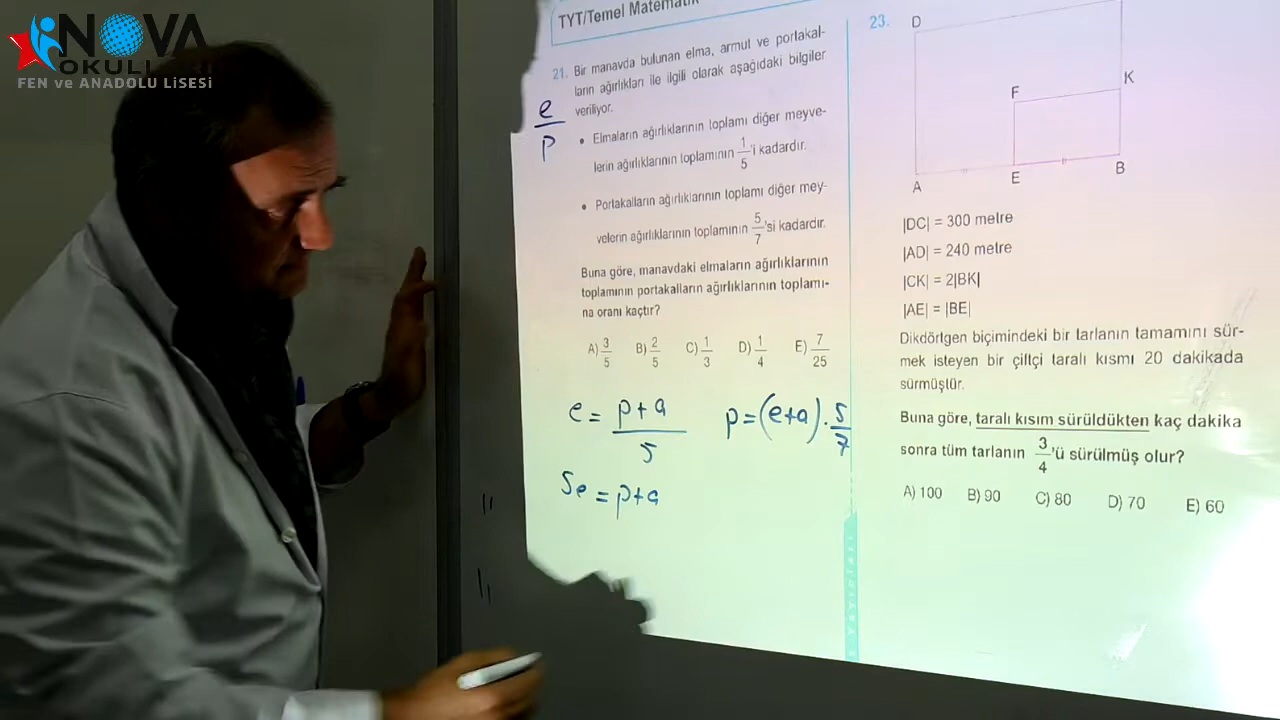 NOVA
OKULLARI
FEN ve ANADOLU LİSESİ
TYT/Temel Matematik
21. Bir manavda bulunan elma, armut ve portakal-
ların ağırlıkları ile ilgili olarak aşağıdaki bilgiler
veriliyor.
e/p
• Elmaların ağırlıklarının toplamı diğer meyve-
lerin ağırlıklarının toplamının 1/5'i kadardır.
• Portakalların ağırlıklarının toplamı diğer mey-
velerin ağırlıklarının toplamının 5/7'si kadardır.
Buna göre, manavdaki elmaların ağırlıklarının
toplamının portakalların ağırlıklarının toplamı-
na oranı kaçtır?
A) 3/5 B) 2/5 C) 1/3 D) 1/4 E) 7/25
e = p+a/5 p=(e+a).5/7
5e = p+a
23.
D
F
K
A
E
B
|DC| = 300 metre
|AD| = 240 metre
|CK| = 2|BK|
|AE| = |BE|
Dikdörtgen biçimindeki bir tarlanın tamamını sür-
mek isteyen bir çiftçi taralı kısmı 20 dakikada
sürmüştür.
Buna göre, taralı kısım sürüldükten kaç dakika
sonra tüm tarlanın 3/4'ü sürülmüş olur?
A) 100 B) 90 C) 80 D) 70 E) 60